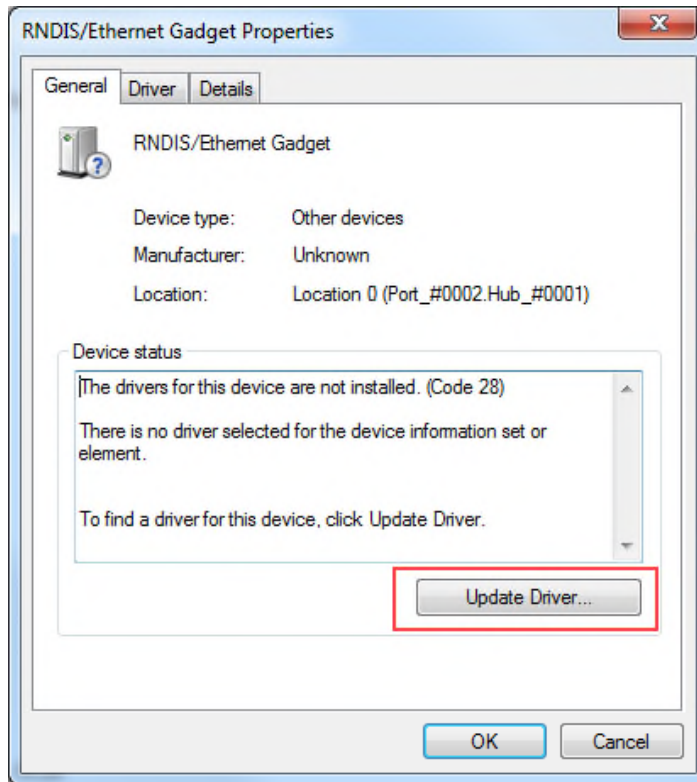 RNDIS/Ethernet Gadget Properties
General
Driver
Details
RNDIS/Ethernet Gadget
Device type: Other devices
Manufacturer: Unknown
Location: Location 0 (Port_#0002.Hub_#0001)
Device status
The drivers for this device are not installed. (Code 28)
There is no driver selected for the device information set or
element.
To find a driver for this device, click Update Driver.
Update Driver...
OK
Cancel